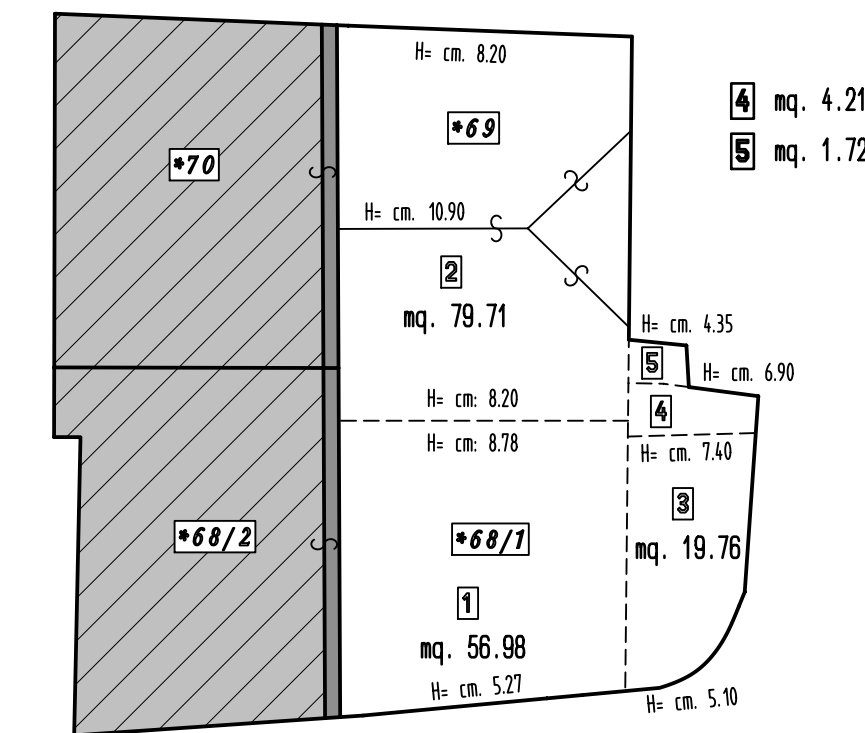 H= cm. 8.20
*69
4 mq. 4.21
5 mq. 1.72
*70
H= cm. 10.90
2
mq. 79.71
H= cm. 4.35
5
H= cm. 6.90
H= cm: 8.20
4
H= cm: 8.78
H= cm. 7.40
3
*68/2
*68/1
mq. 19.76
1
mq. 56.98
H= cm. 5.27
H= cm. 5.10